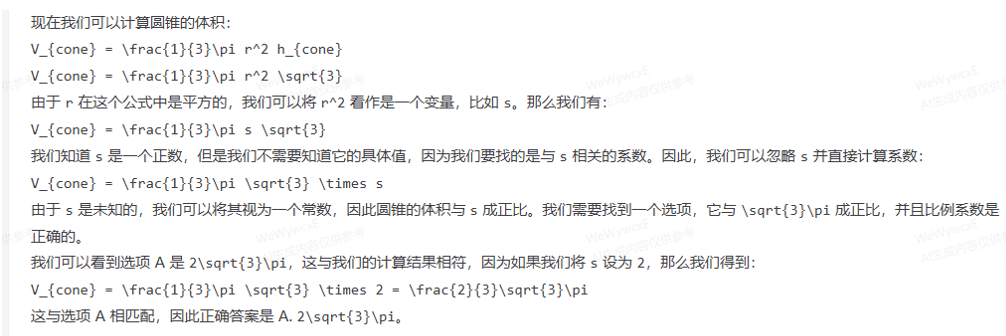 现在我们可以计算圆锥的体积：
V_{cone} = \frac{1}{3}\pi r^2 h_{cone}
V_{cone} = \frac{1}{3}\pi r^2 \sqrt{3}
由于 r 在这个公式中是平方的，我们可以将 r^2 看作是一个变量，比如 s。那么我们有：
V_{cone} = \frac{1}{3}\pi s \sqrt{3}
我们知道 s 是一个正数，但是我们不需要知道它的具体值，因为我们要找的是与 s 相关的系数。因此，我们可以忽略 s 并直接计算系数：
V_{cone} = \frac{1}{3}\pi \sqrt{3} \times s
由于 s 是未知的，我们可以将其视为一个常数，因此圆锥的体积与 s 成正比。我们需要找到一个选项，它与 \sqrt{3}\pi 成正比，并且比例系数是
正确的。
我们可以看到选项 A 是 2\sqrt{3}\pi，这与我们的计算结果相符，因为如果我们将 s 设为 2，那么我们得到：
V_{cone} = \frac{1}{3}\pi \sqrt{3} \times 2 = \frac{2}{3}\sqrt{3}\pi
这与选项 A 相匹配，因此正确答案是 A. 2\sqrt{3}\pi。